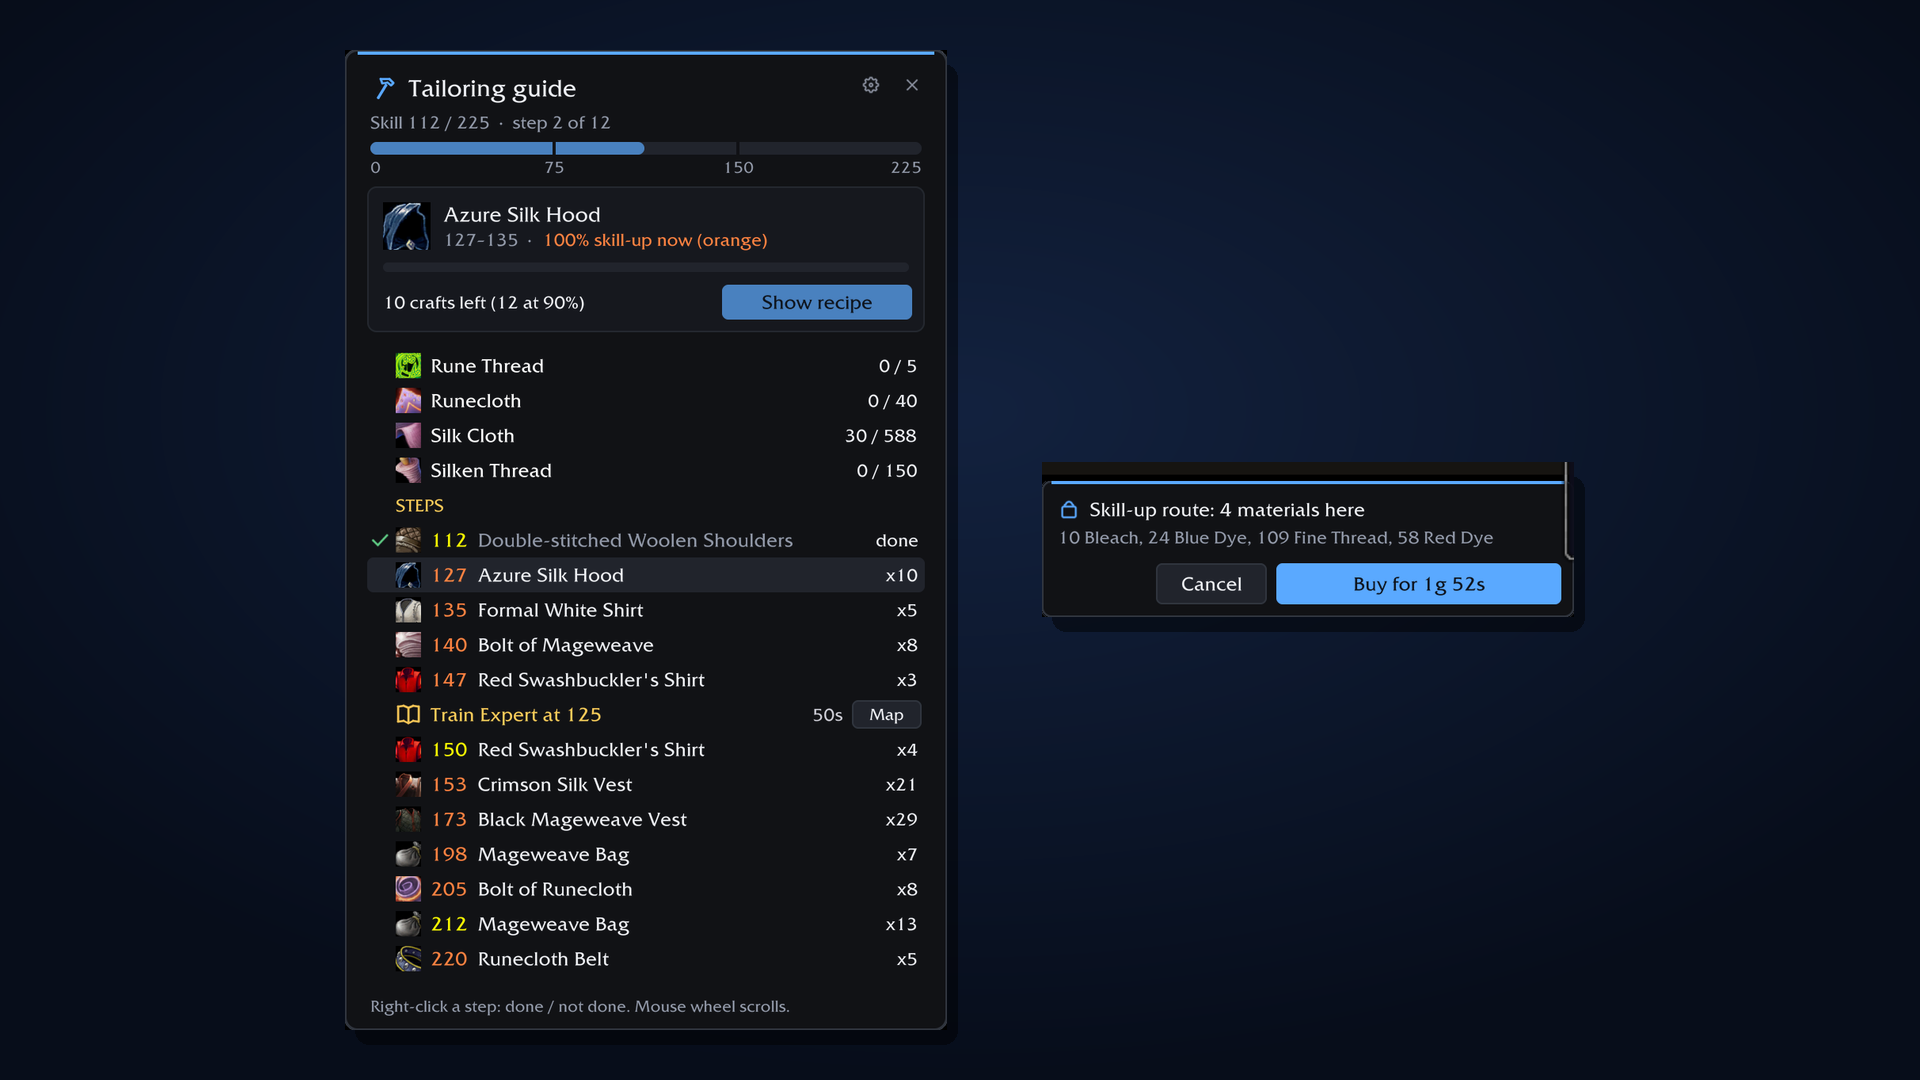 Tailoring guide
Skill 112 / 225 · step 2 of 12
0 75 150 225
Azure Silk Hood
127–135 · 100% skill-up now (orange)
10 crafts left (12 at 90%)
Show recipe
Rune Thread 0 / 5
Runecloth 0 / 40
Silk Cloth 30 / 588
Silken Thread 0 / 150
STEPS
112 Double-stitched Woolen Shoulders done
127 Azure Silk Hood x10
135 Formal White Shirt x5
140 Bolt of Mageweave x8
147 Red Swashbuckler's Shirt x3
Train Expert at 125 50s Map
150 Red Swashbuckler's Shirt x4
153 Crimson Silk Vest x21
173 Black Mageweave Vest x29
198 Mageweave Bag x7
205 Bolt of Runecloth x8
212 Mageweave Bag x13
220 Runecloth Belt x5
Right-click a step: done / not done. Mouse wheel scrolls.
Skill-up route: 4 materials here
10 Bleach, 24 Blue Dye, 109 Fine Thread, 58 Red Dye
Cancel
Buy for 1g 52s